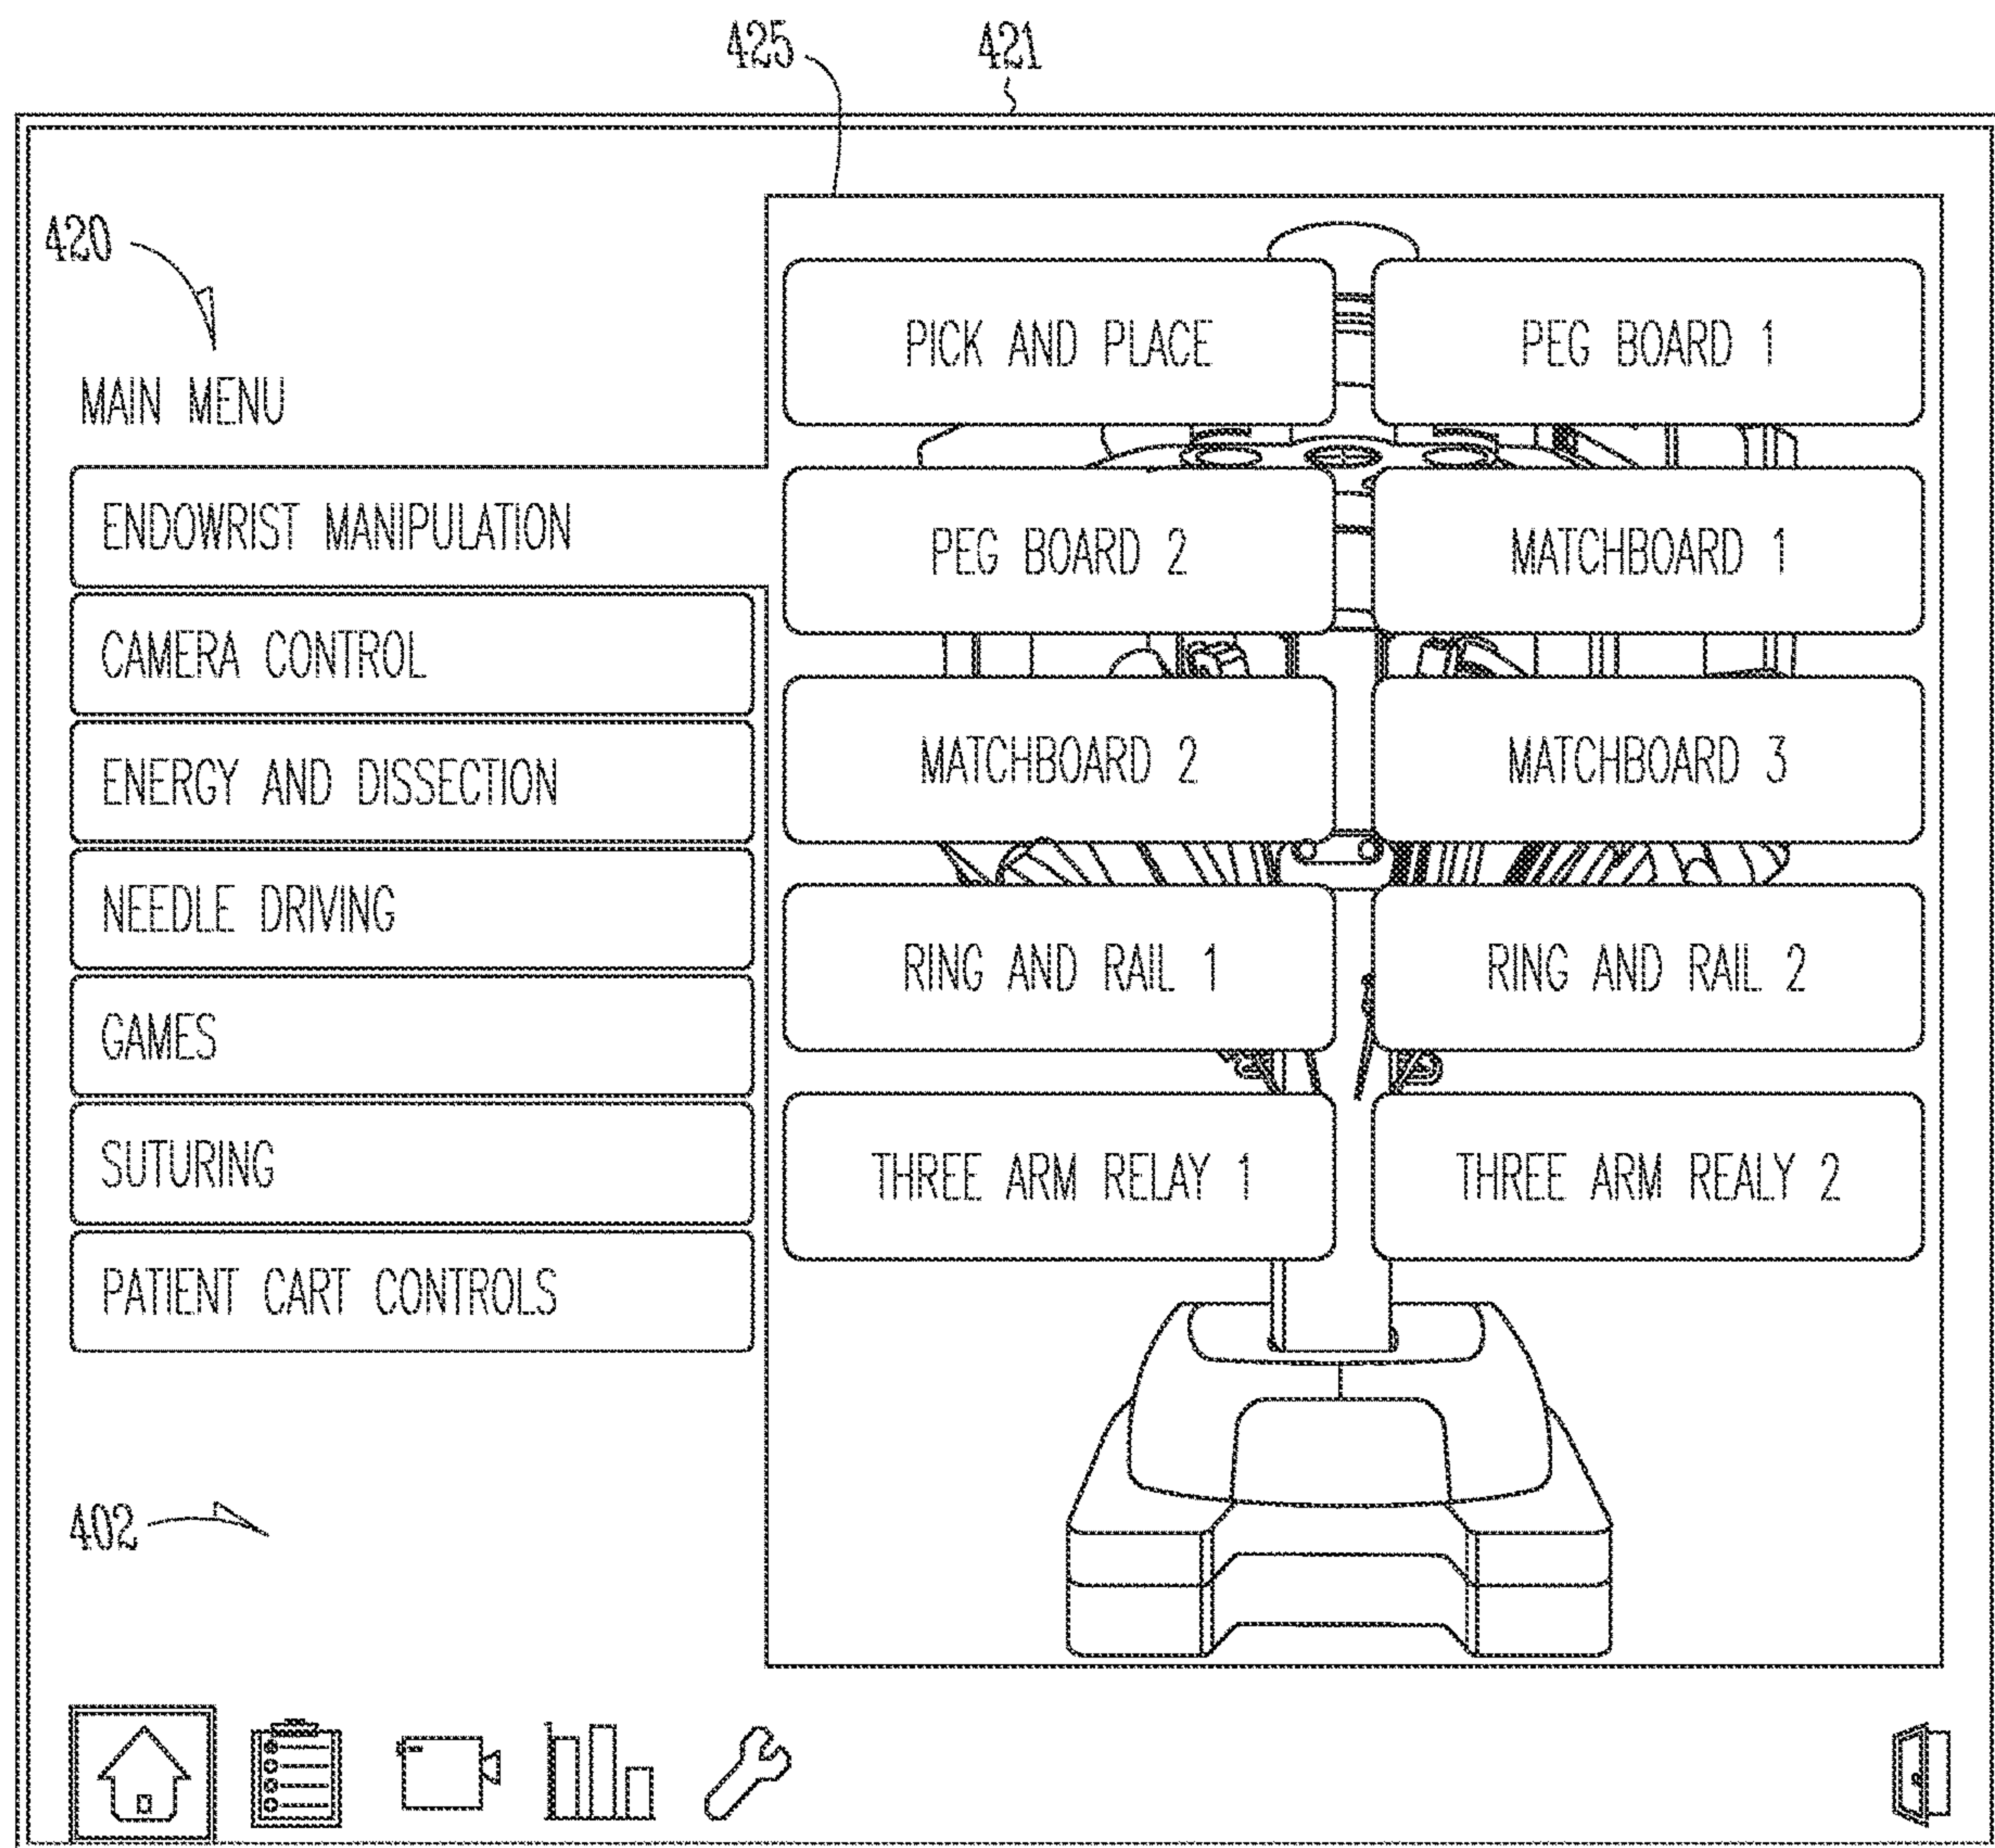 425
421
420
MAIN MENU
ENDOWRIST MANIPULATION
CAMERA CONTROL
ENERGY AND DISSECTION
NEEDLE DRIVING
GAMES
SUTURING
PATIENT CART CONTROLS
402
PICK AND PLACE
PEG BOARD 1
PEG BOARD 2
MATCHBOARD 1
MATCHBOARD 2
MATCHBOARD 3
RING AND RAIL 1
RING AND RAIL 2
THREE ARM RELAY 1
THREE ARM REALY 2